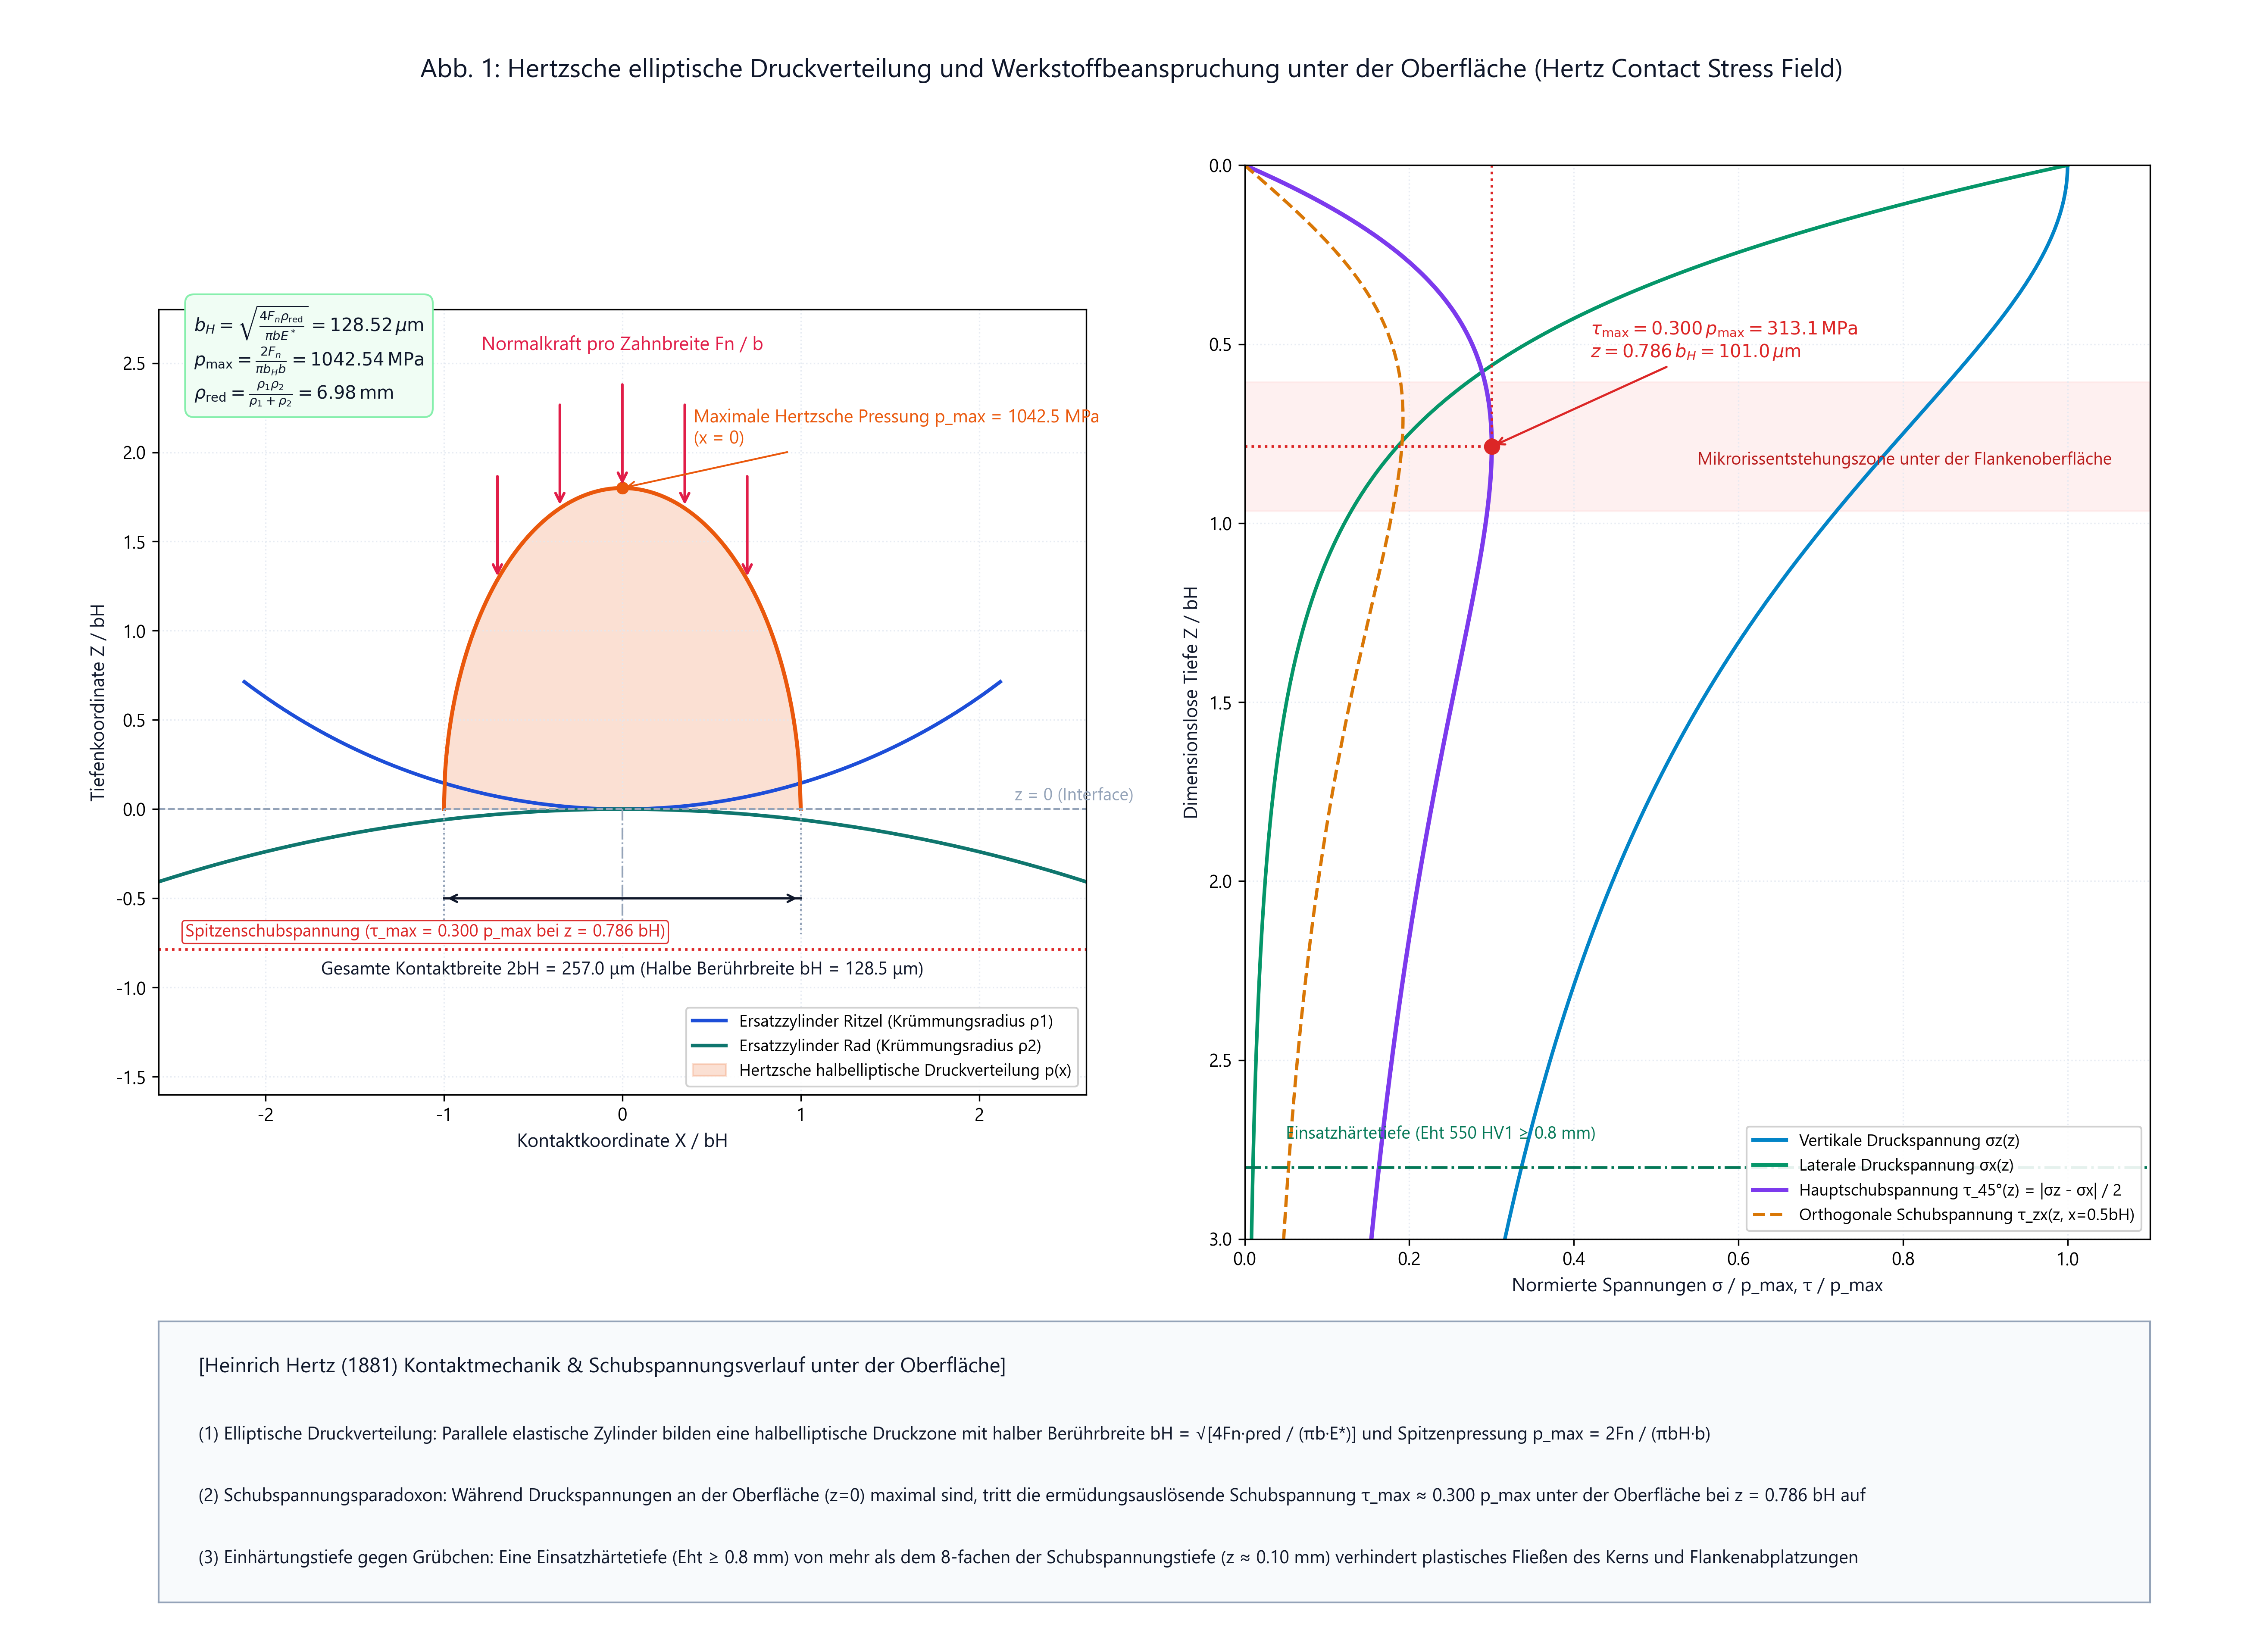 Abb. 1: Hertzsche elliptische Druckverteilung und Werkstoffbeanspruchung unter der Oberfläche (Hertz Contact Stress Field)
b_H = √(4F_nρ_red / πbE*) = 128.52 μm
p_max = 2F_n / πb_Hb = 1042.54 MPa
ρ_red = ρ_1ρ_2 / ρ_1 + ρ_2 = 6.98 mm
Normalkraft pro Zahnbreite Fn / b
Maximale Hertzsche Pressung p_max = 1042.5 MPa
(x = 0)
z = 0 (Interface)
Spitzenschubspannung (τ_max = 0.300 p_max bei z = 0.786 bH)
Gesamte Kontaktbreite 2bH = 257.0 μm (Halbe Berührbreite bH = 128.5 μm)
Ersatzzylinder Ritzel (Krümmungsradius ρ1)
Ersatzzylinder Rad (Krümmungsradius ρ2)
Hertzsche halbelliptische Druckverteilung p(x)
Tiefenkoordinate Z / bH
2.5
2.0
1.5
1.0
0.5
0.0
-0.5
-1.0
-1.5
-2 -1 0 1 2
Kontaktkoordinate X / bH
Dimensionslose Tiefe Z / bH
0.0
0.5
1.0
1.5
2.0
2.5
3.0
τ_max = 0.300 p_max = 313.1 MPa
z = 0.786 b_H = 101.0 μm
Mikrorissentstehungszone unter der Flankenoberfläche
Einsatzhärtetiefe (Eht 550 HV1 ≥ 0.8 mm)
Vertikale Druckspannung σz(z)
Laterale Druckspannung σx(z)
Hauptschubspannung τ_45°(z) = |σz - σx| / 2
Orthogonale Schubspannung τ_zx(z, x=0.5bH)
0.0 0.2 0.4 0.6 0.8 1.0
Normierte Spannungen σ / p_max, τ / p_max
[Heinrich Hertz (1881) Kontaktmechanik & Schubspannungsverlauf unter der Oberfläche]
(1) Elliptische Druckverteilung: Parallele elastische Zylinder bilden eine halbelliptische Druckzone mit halber Berührbreite bH = √[4Fn·ρred / (πb·E*)] und Spitzenpressung p_max = 2Fn / (πbH·b)
(2) Schubspannungsparadoxon: Während Druckspannungen an der Oberfläche (z=0) maximal sind, tritt die ermüdungsauslösende Schubspannung τ_max ≈ 0.300 p_max unter der Oberfläche bei z = 0.786 bH auf
(3) Einhärtungstiefe gegen Grübchen: Eine Einsatzhärtetiefe (Eht ≥ 0.8 mm) von mehr als dem 8-fachen der Schubspannungstiefe (z ≈ 0.10 mm) verhindert plastisches Fließen des Kerns und Flankenabplatzungen